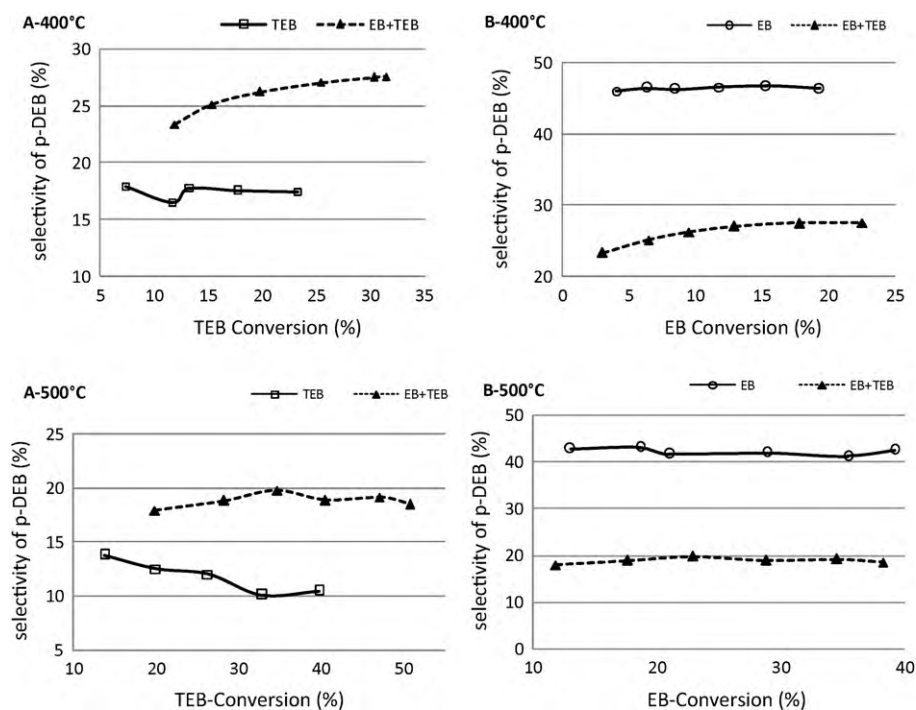 A-400°C
TEB
EB+TEB
selectivity of p-DEB (%)
30
25
20
15
10
5
10
15
20
25
30
35
TEB Conversion (%)
B-400°C
EB
EB+TEB
selectivity of p-DEB (%)
50
40
30
20
0
5
10
15
20
25
EB Conversion (%)
A-500°C
TEB
EB+TEB
selectivity of p-DEB (%)
25
20
15
10
5
10
20
30
40
50
TEB-Conversion (%)
B-500°C
EB
EB+TEB
selectivity of p-DEB (%)
50
40
30
20
10
0
10
20
30
40
EB-Conversion (%)